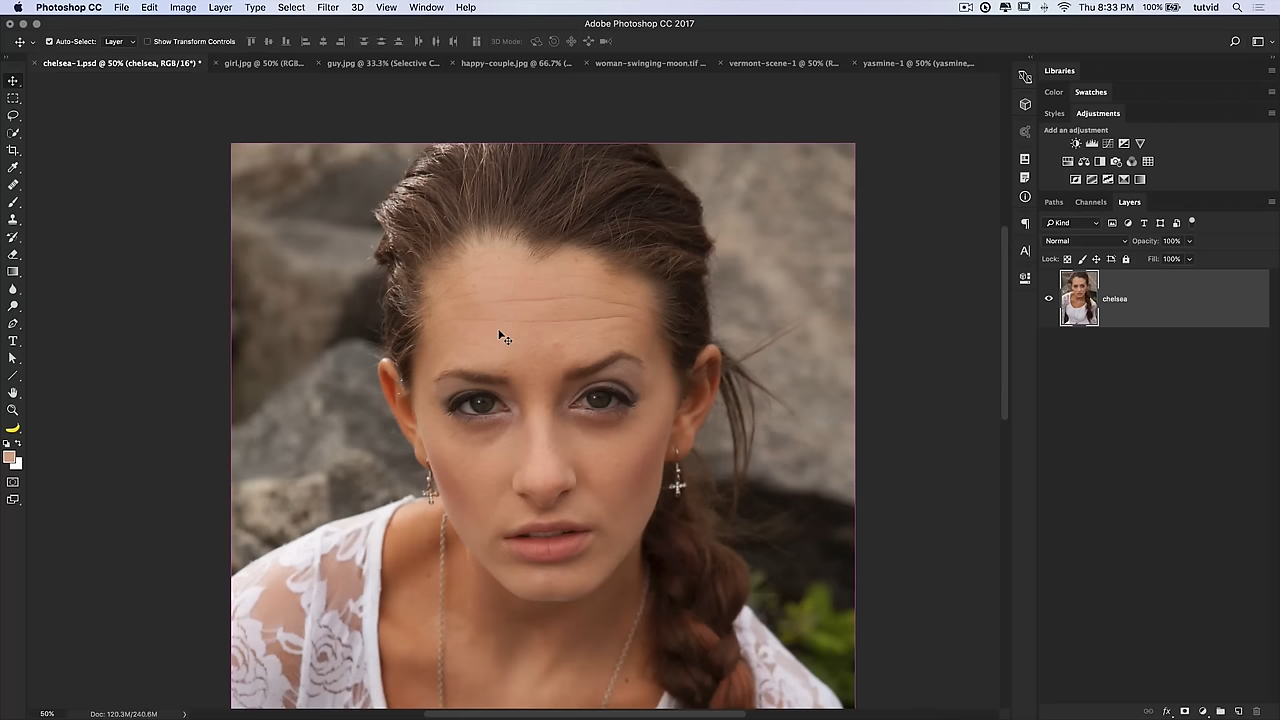 Photoshop CC File Edit Image Layer Type Select Filter 3D View Window Help Thu 8:33 PM 100% tutvid
Adobe Photoshop CC 2017
Auto-Select: Layer Show Transform Controls 3D Mode:
chelsea-1.psd @ 50% (chelsea, RGB/16*) * girl.jpg @ 50% (RGB... guy.jpg @ 33.3% (Selective C... happy-couple.jpg @ 66.7% (... woman-swinging-moon.tif ... vermont-scene-1 @ 50% (R... yasmine-1 @ 50% (yasmine,...
Libraries
Color Swatches
Styles Adjustments
Add an adjustment
Paths Channels Layers
Kind
Normal Opacity: 100%
Lock: Fill: 100%
chelsea
50% Doc: 120.3M/240.6M
fx